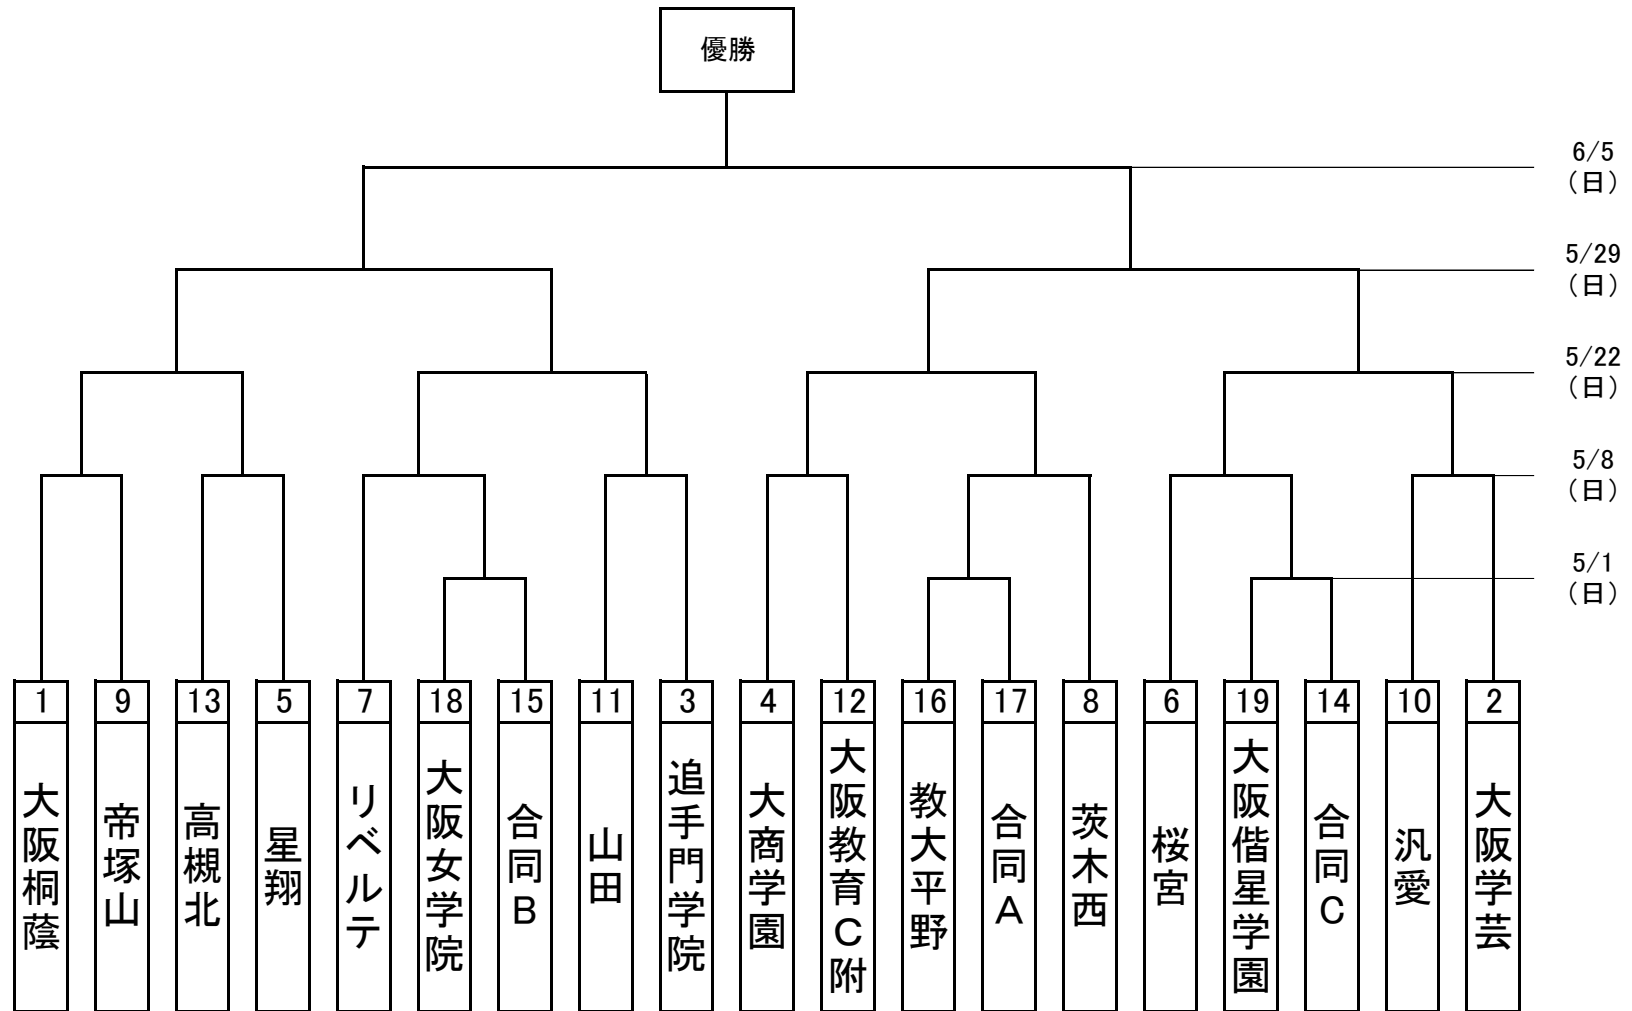 優勝
6/5
(日)
5/29
(日)
5/22
(日)
5/8
(日)
5/1
(日)
1
9
13
5
7
18
15
11
3
4
12
16
17
8
6
19
14
10
2
大阪桐蔭
帝塚山
高槻北
星翔
リベルテ
大阪女学院
合同B
山田
追手門学院
大商学園
大阪教育C附
教大平野
合同A
茨木西
桜宮
大阪偕星学園
合同C
汎愛
大阪学芸